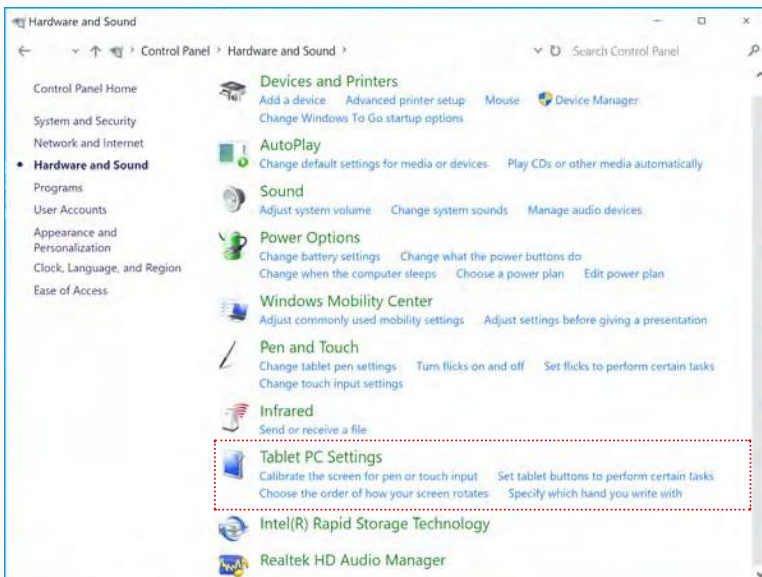 Hardware and Sound
Control Panel > Hardware and Sound >
Search Control Panel
Control Panel Home
System and Security
Network and Internet
Hardware and Sound
Programs
User Accounts
Appearance and
Personalization
Clock, Language, and Region
Ease of Access
Devices and Printers
Add a device Advanced printer setup Mouse Device Manager
Change Windows To Go startup options
AutoPlay
Change default settings for media or devices Play CDs or other media automatically
Sound
Adjust system volume Change system sounds Manage audio devices
Power Options
Change battery settings Change what the power buttons do
Change when the computer sleeps Choose a power plan Edit power plan
Windows Mobility Center
Adjust commonly used mobility settings Adjust settings before giving a presentation
Pen and Touch
Change tablet pen settings Turn flicks on and off Set flicks to perform certain tasks
Change touch input settings
Infrared
Send or receive a file
Tablet PC Settings
Calibrate the screen for pen or touch input Set tablet buttons to perform certain tasks
Choose the order of how your screen rotates Specify which hand you write with
Intel(R) Rapid Storage Technology
Realtek HD Audio Manager